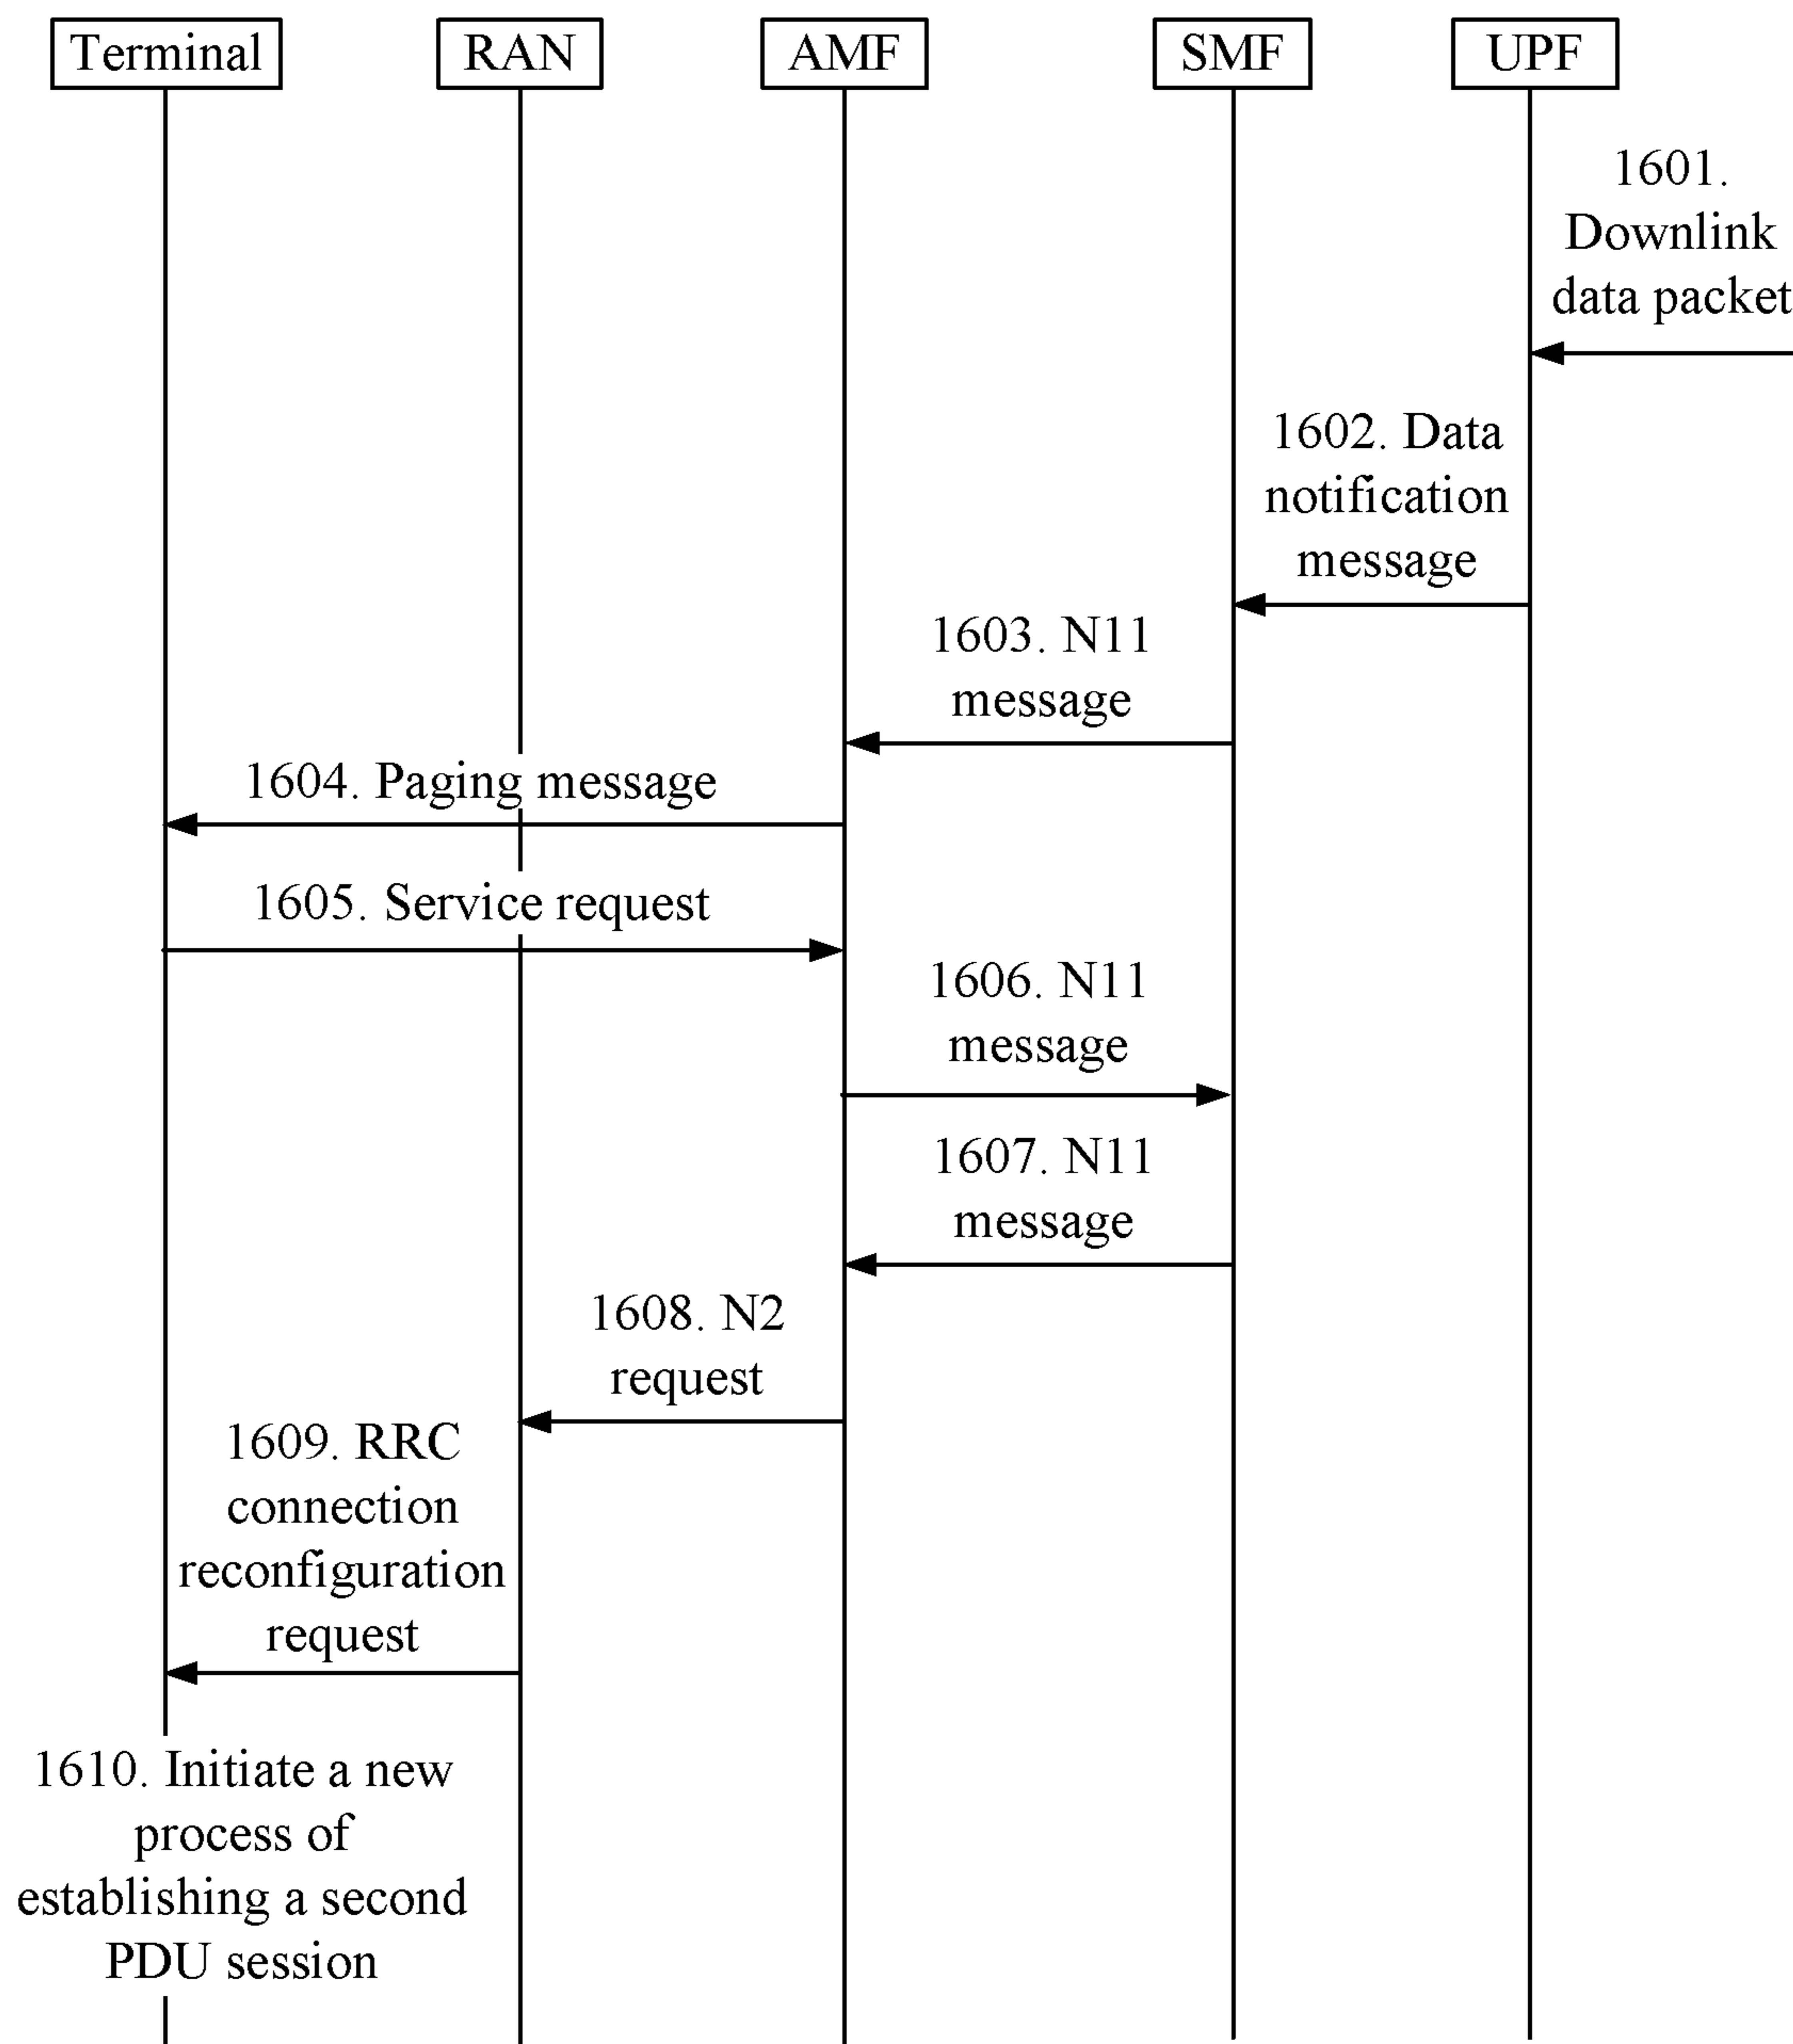 Terminal
RAN
AMF
SMF
UPF
1601.
Downlink
data packet
1602. Data
notification
message
1603. N11
message
1604. Paging message
1605. Service request
1606. N11
message
1607. N11
message
1608. N2
request
1609. RRC
connection
reconfiguration
request
1610. Initiate a new
process of
establishing a second
PDU session